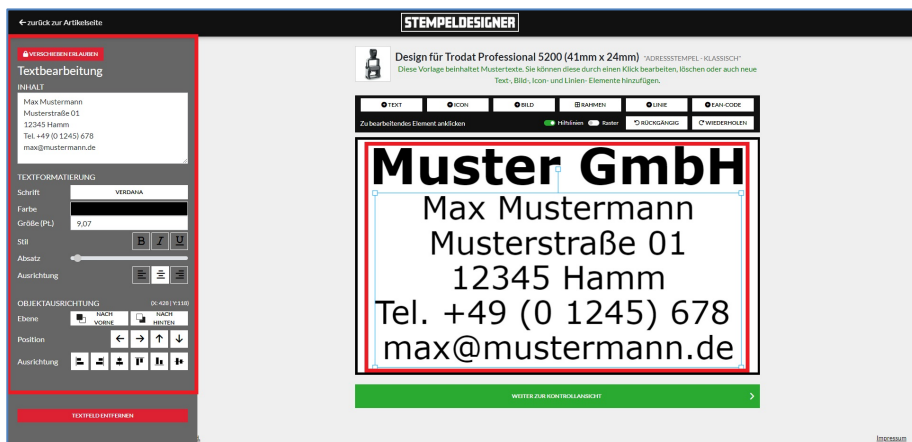 zurück zur Artikelseite
STEMPELDESIGNER
VERSCHIEBEN ERLAUBEN
Textbearbeitung
INHALT
Max Mustermann
Musterstraße 01
12345 Hamm
Tel. +49 (0 1245) 678
max@mustermann.de
TEXTFORMATIERUNG
Schrift VERDANA
Farbe
Größe (Pt.) 9,07
Stil B I U
Absatz
Ausrichtung
OBJEKTAUSRICHTUNG (X: 428 | Y:118)
Ebene NACH VORNE NACH HINTEN
Position
Ausrichtung
TEXTFELD ENTFERNEN
Design für Trodat Professional 5200 (41mm x 24mm) "ADRESSSTEMPEL - KLASSISCH"
Diese Vorlage beinhaltet Mustertexte. Sie können diese durch einen Klick bearbeiten, löschen oder auch neue
Text-, Bild-, Icon- und Linien- Elemente hinzufügen.
TEXT ICON BILD RAHMEN LINIE EAN-CODE
Zu bearbeitendes Element anklicken Hilfslinien Raster RÜCKGÄNGIG WIEDERHOLEN
Muster GmbH
Max Mustermann
Musterstraße 01
12345 Hamm
Tel. +49 (0 1245) 678
max@mustermann.de
WEITER ZUR KONTROLLANSICHT
Impressum